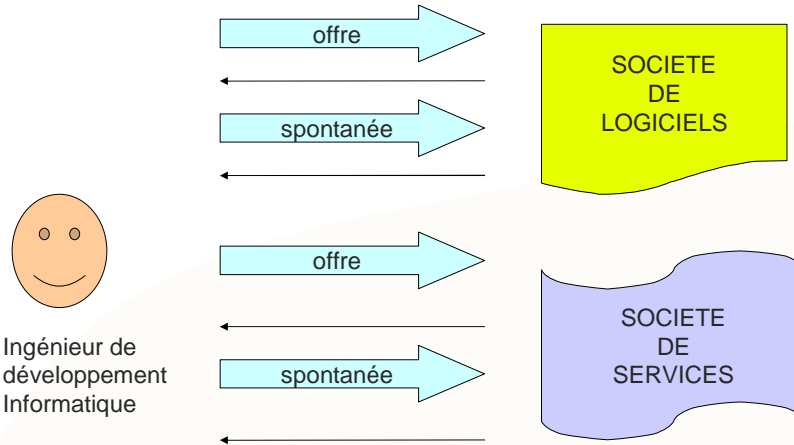 offre
spontanée
SOCIETE
DE
LOGICIELS
offre
spontanée
SOCIETE
DE
SERVICES
Ingénieur de
développement
Informatique